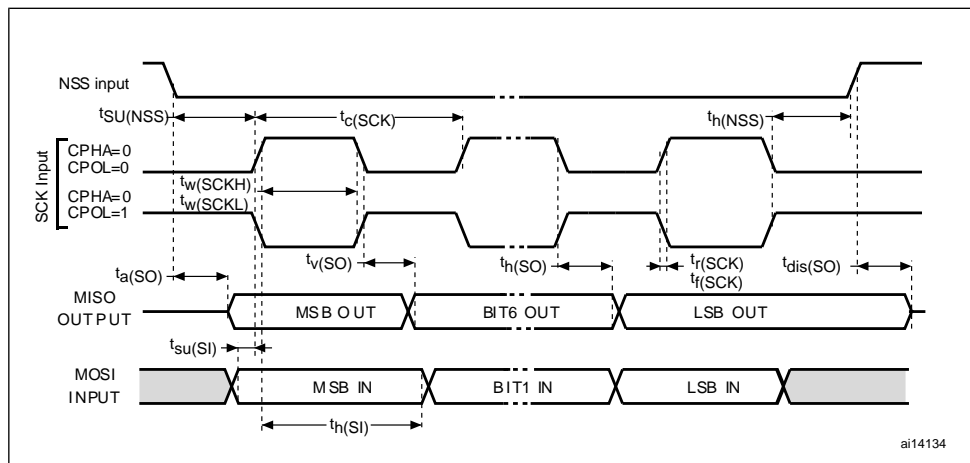 NSS input
tSU(NSS)
tc(SCK)
th(NSS)
SCK Input
CPHA=0
CPOL=0
CPHA=0
CPOL=1
tw(SCKH)
tw(SCKL)
ta(SO)
tv(SO)
th(SO)
tr(SCK)
tf(SCK)
tdis(SO)
MISO
OUTPUT
MSB OUT
BIT6 OUT
LSB OUT
tsu(SI)
MOSI
INPUT
MSB IN
BIT1 IN
LSB IN
th(SI)
ai14134